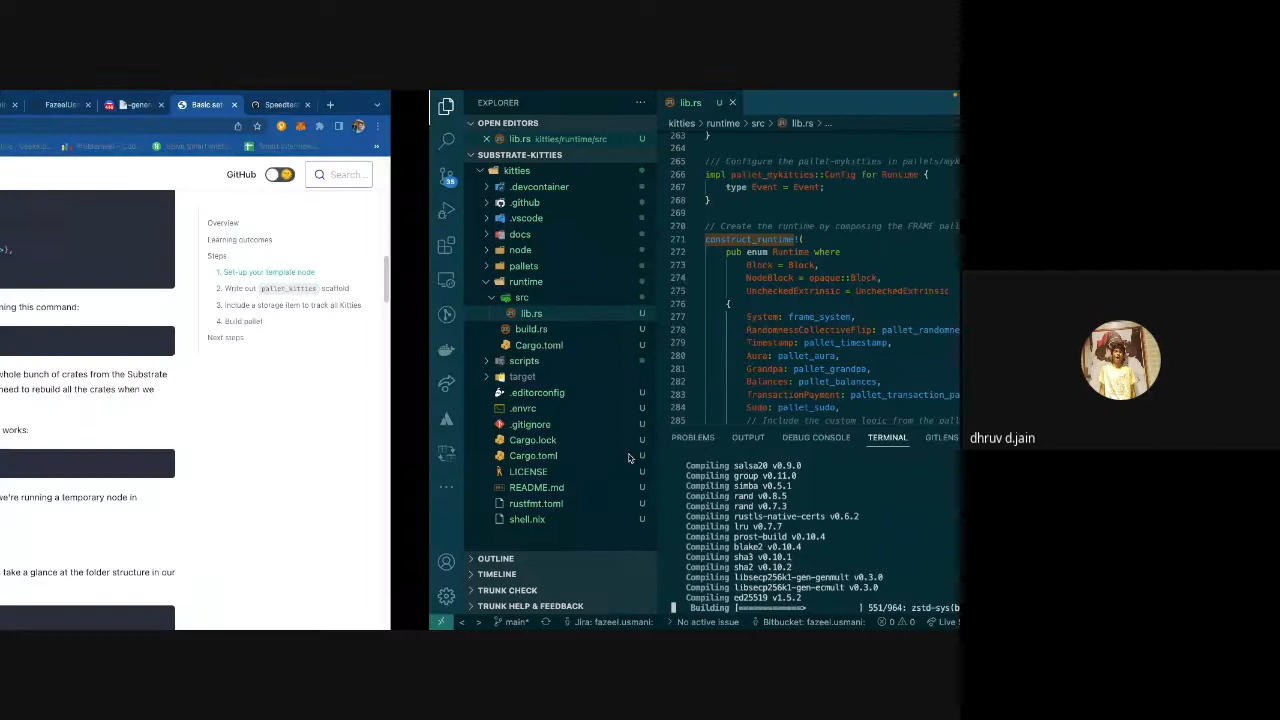 FazeelUs
-gener
Basic set
Speedtes
GitHub
Search...
Overview
Learning outcomes
Steps
1. Set-up your template node
2. Write out pallet_kitties scaffold
3. Include a storage item to track all Kitties
4. Build pallet
Next steps
>),
ning this command:
whole bunch of crates from the Substrate
need to rebuild all the crates when we
works:
we're running a temporary node in
take a glance at the folder structure in our
EXPLORER
OPEN EDITORS
lib.rs kitties/runtime/src U
SUBSTRATE-KITTIES
kitties
.devcontainer
.github
35
.vscode
docs
node
pallets
runtime
src
lib.rs U
build.rs U
Cargo.toml U
scripts
target
.editorconfig U
.envrc U
.gitignore U
Cargo.lock U
Cargo.toml U
LICENSE U
README.md U
rustfmt.toml U
shell.nix U
OUTLINE
TIMELINE
TRUNK CHECK
TRUNK HELP & FEEDBACK
lib.rs U
kitties > runtime > src > lib.rs > ...
263 }
264
265 /// Configure the pallet-mykitties in pallets/myk
266 impl pallet_mykitties::Config for Runtime {
267 type Event = Event;
268 }
269
270 // Create the runtime by composing the FRAME pall
271 construct_runtime!(
272 pub enum Runtime where
273 Block = Block,
274 NodeBlock = opaque::Block,
275 UncheckedExtrinsic = UncheckedExtrinsic
276 {
277 System: frame_system,
278 RandomnessCollectiveFlip: pallet_randomne
279 Timestamp: pallet_timestamp,
280 Aura: pallet_aura,
281 Grandpa: pallet_grandpa,
282 Balances: pallet_balances,
283 TransactionPayment: pallet_transaction_pa
284 Sudo: pallet_sudo,
285 // Include the custom logic from the pall
PROBLEMS OUTPUT DEBUG CONSOLE TERMINAL GITLENS
Compiling salsa20 v0.9.0
Compiling group v0.11.0
Compiling simba v0.5.1
Compiling rand v0.8.5
Compiling rand v0.7.3
Compiling rustls-native-certs v0.6.2
Compiling lru v0.7.7
Compiling prost-build v0.10.4
Compiling blake2 v0.10.4
Compiling sha3 v0.10.1
Compiling sha2 v0.10.2
Compiling libsecp256k1-gen-genmult v0.3.0
Compiling libsecp256k1-gen-ecmult v0.3.0
Compiling ed25519 v1.5.2
Building [=============> ] 551/964: zstd-sys(b
main* Jira: fazeel.usmani: No active issue Bitbucket: fazeel.usmani: 0 0 Live S
dhruv d.jain